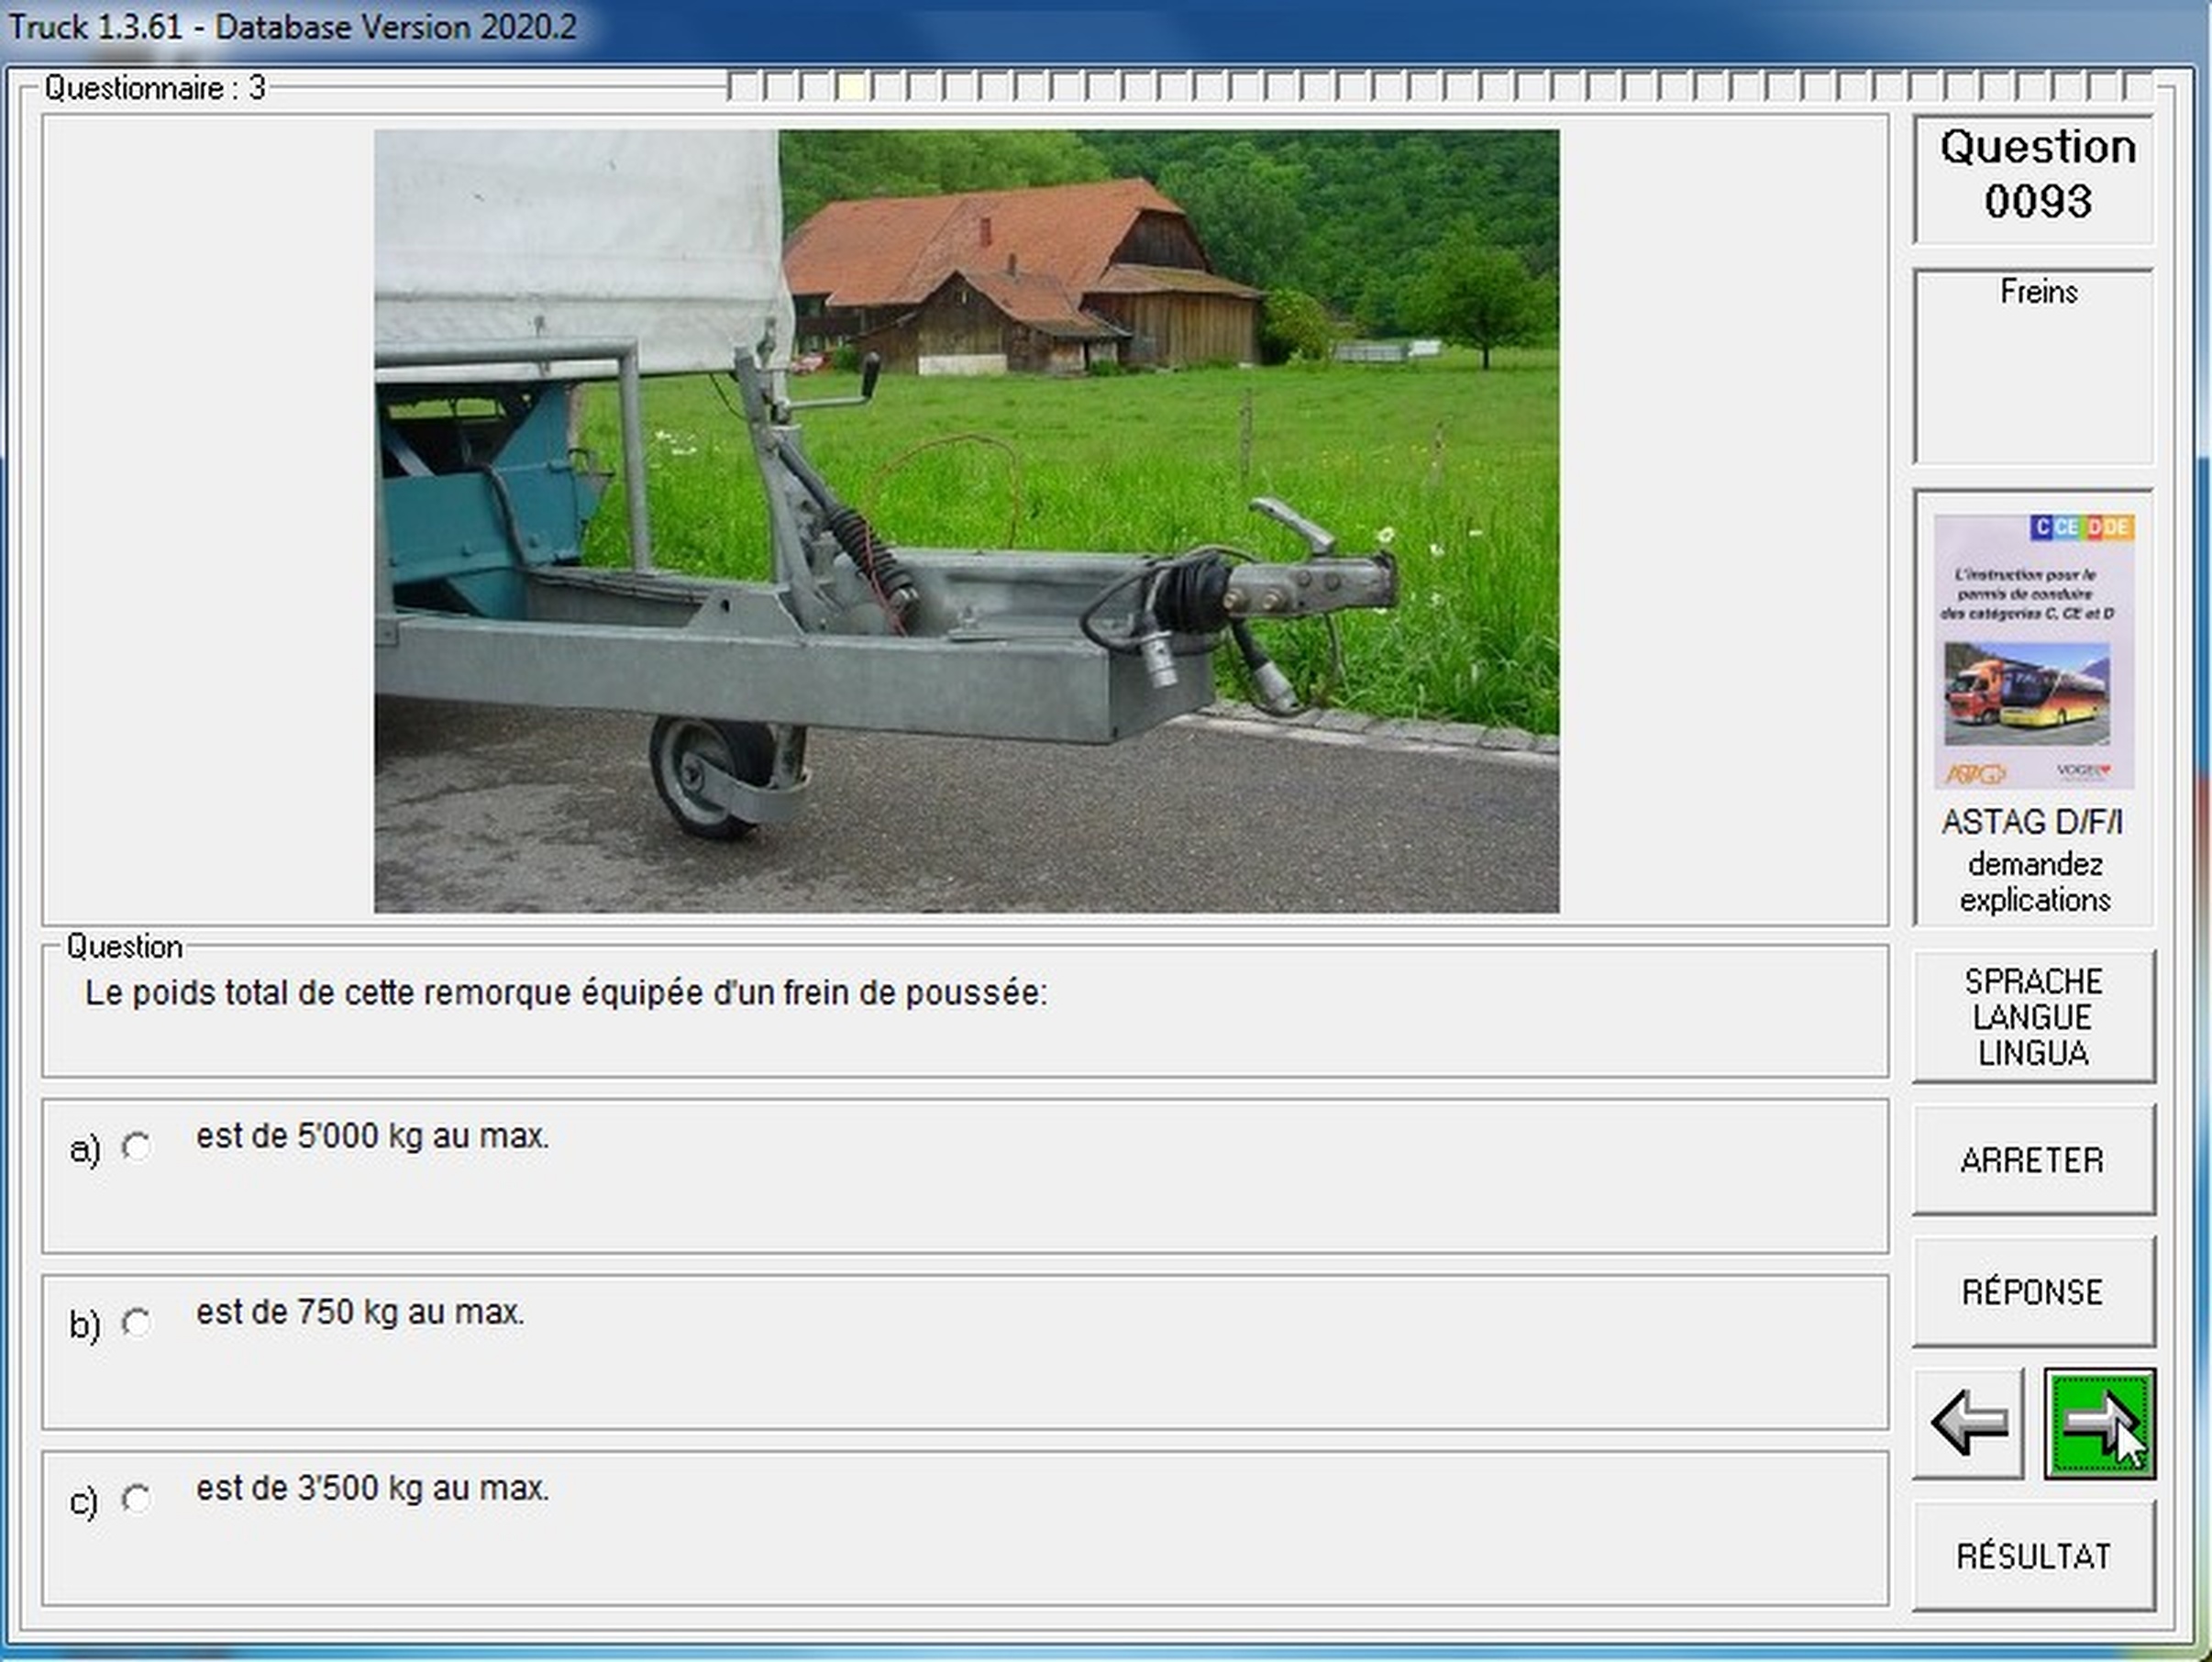 Truck 1.3.61 - Database Version 2020.2
Questionnaire : 3
Question
0093
Freins
C CE D DE
L'instruction pour le
permis de conduire
des catégories C, CE et D
ASTAG
VOGEL
ASTAG D/F/I
demandez
explications
Question
Le poids total de cette remorque équipée d'un frein de poussée:
SPRACHE
LANGUE
LINGUA
a) est de 5'000 kg au max.
ARRETER
b) est de 750 kg au max.
RÉPONSE
c) est de 3'500 kg au max.
RÉSULTAT